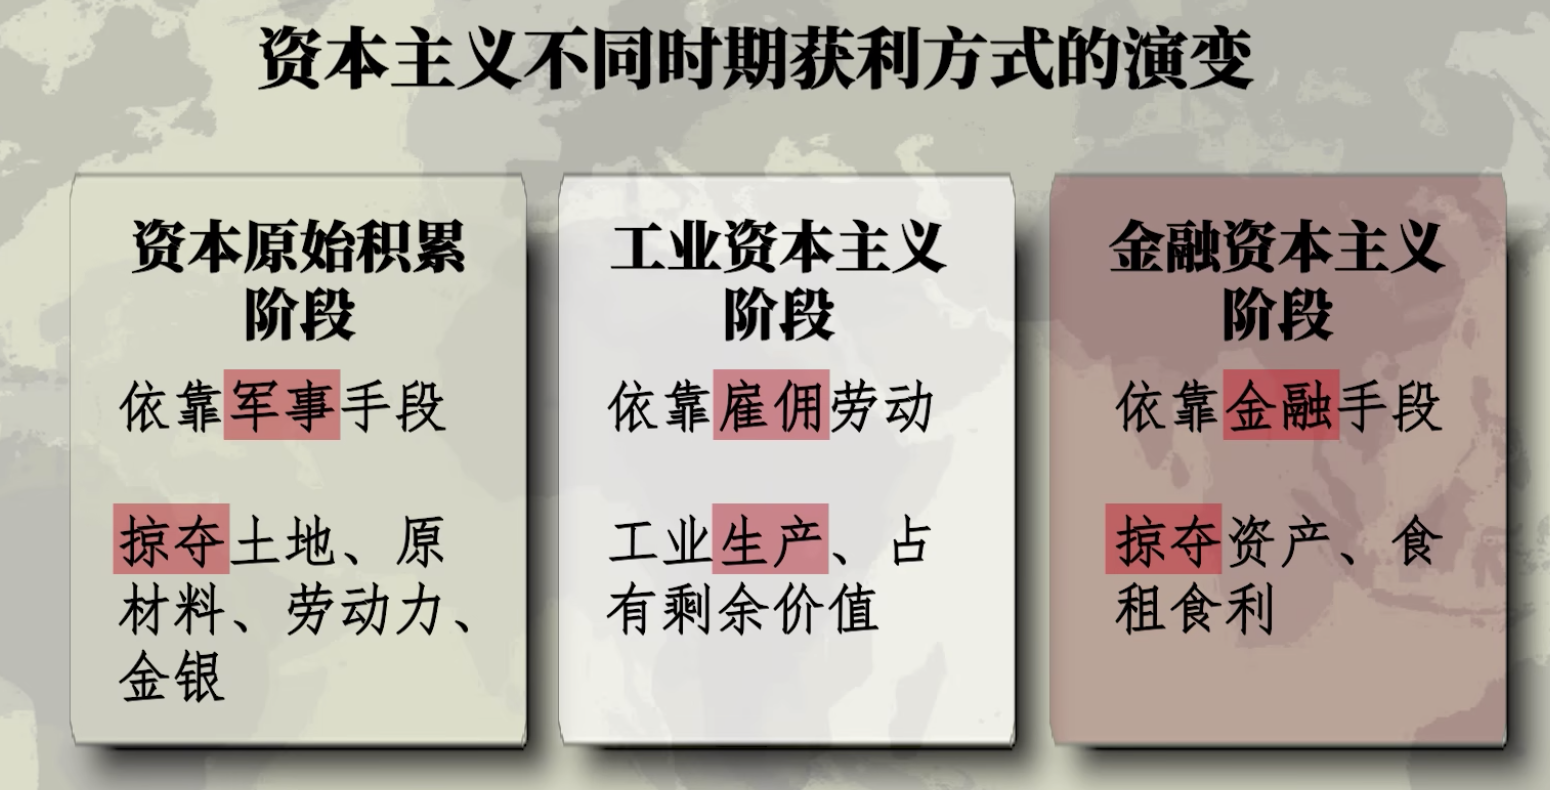 资本主义不同时期获利方式的演变
资本原始积累
阶段
依靠军事手段
掠夺土地、原
材料、劳动力、
金银
工业资本主义
阶段
依靠雇佣劳动
工业生产、占
有剩余价值
金融资本主义
阶段
依靠金融手段
掠夺资产、食
租食利